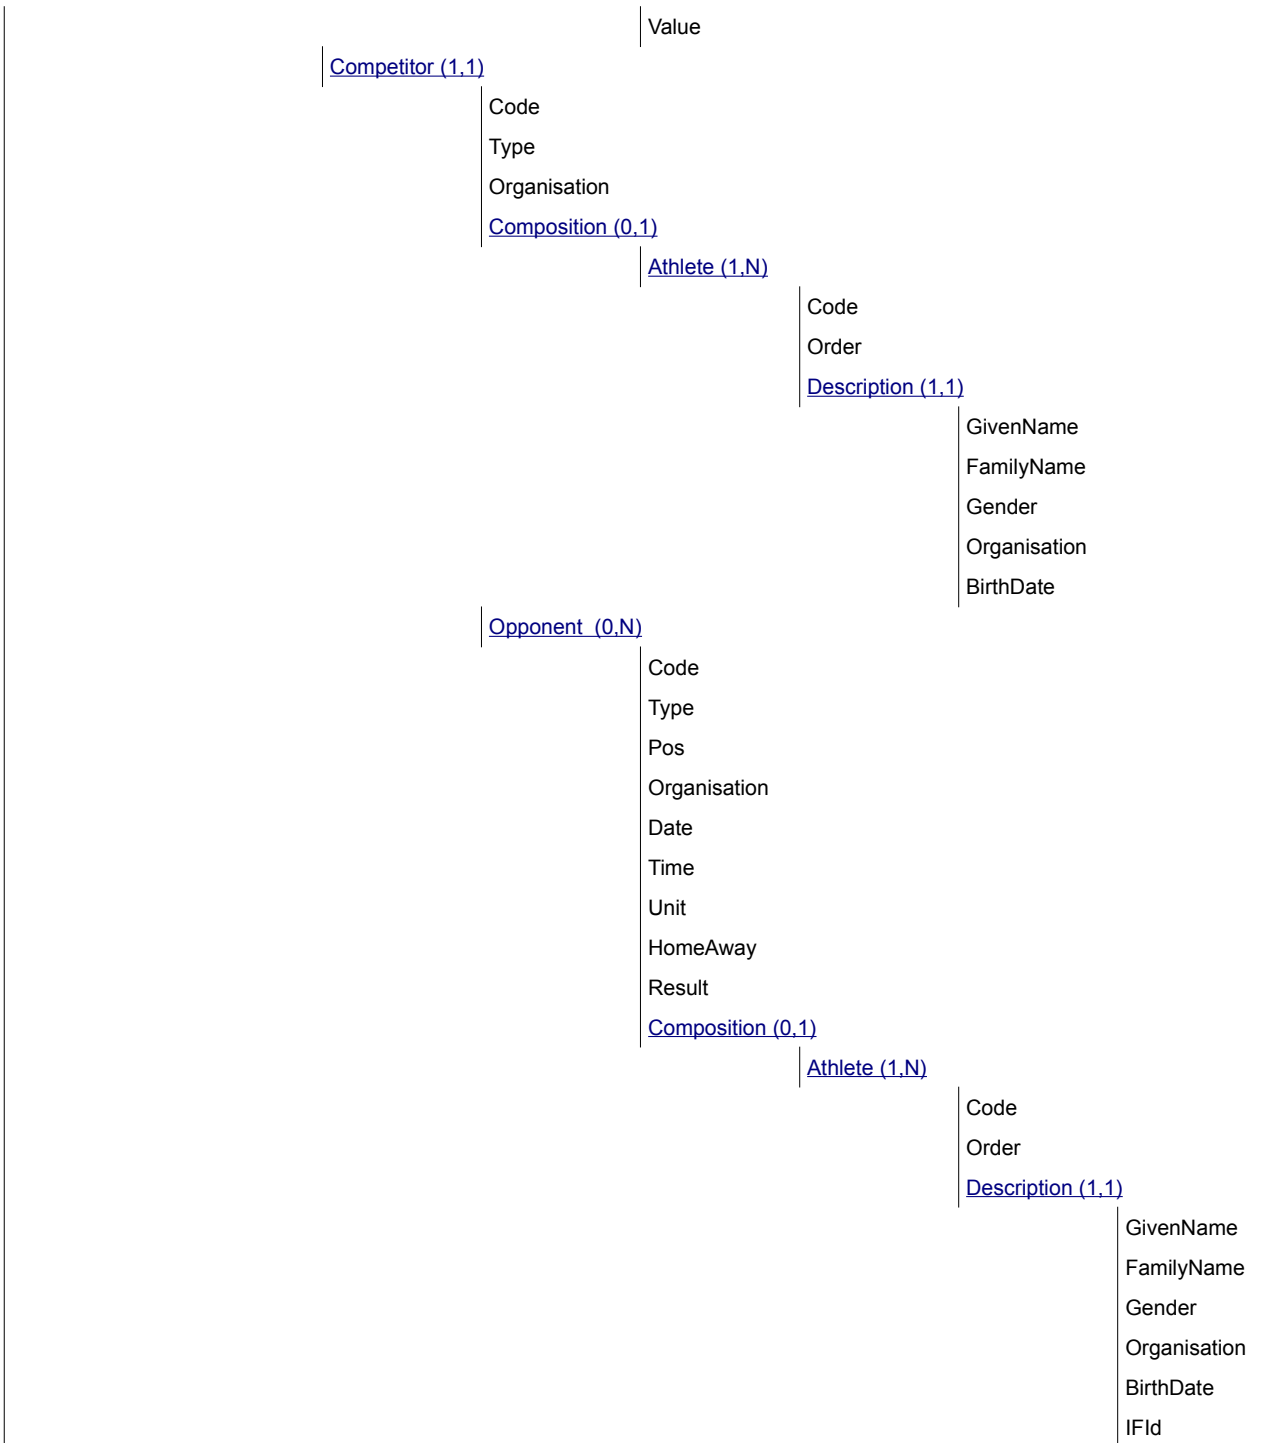 Value
Competitor (1,1)
Code
Type
Organisation
Composition (0,1)
Athlete (1,N)
Code
Order
Description (1,1)
GivenName
FamilyName
Gender
Organisation
BirthDate
Opponent  (0,N)
Code
Type
Pos
Organisation
Date
Time
Unit
HomeAway
Result
Composition (0,1)
Athlete (1,N)
Code
Order
Description (1,1)
GivenName
FamilyName
Gender
Organisation
BirthDate
IFId